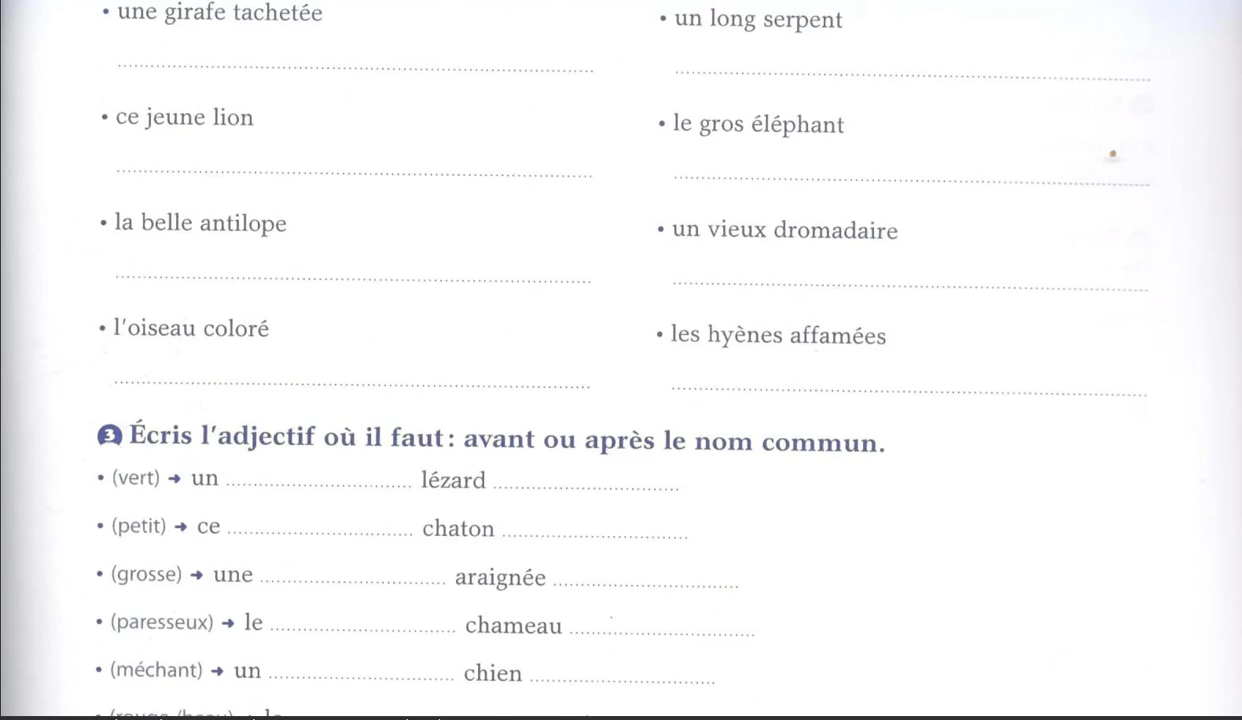 • une girafe tachetée
• un long serpent
• ce jeune lion
• le gros éléphant
• la belle antilope
• un vieux dromadaire
• l'oiseau coloré
• les hyènes affamées
3 Écris l'adjectif où il faut : avant ou après le nom commun.
• (vert) → un .................... lézard ....................
• (petit) → ce .................... chaton ....................
• (grosse) → une .................... araignée ....................
• (paresseux) → le .................... chameau ....................
• (méchant) → un .................... chien ....................